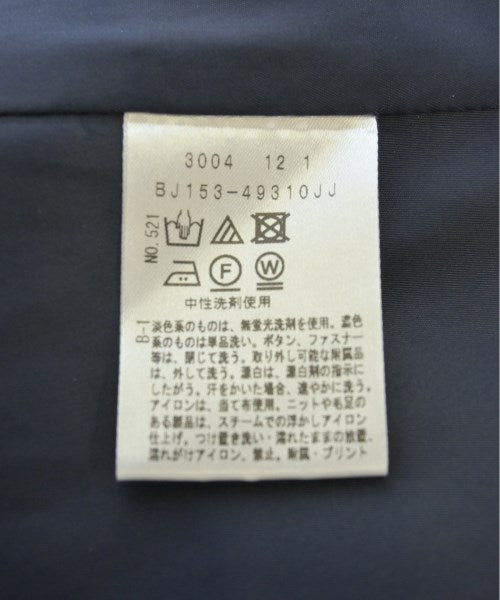 3004 12 1
BJ153-49310JJ
NO.521
F
W
中性洗剤使用
B-1
淡色系のものは、無蛍光洗剤を使用。濃色
系のものは単品洗い。ボタン、ファスナー
等は、閉じて洗う。取り外し可能な附属品
は、外して洗う。漂白は、漂白剤の指示に
したがう。汗をかいた場合、速やかに洗う。
アイロンは、当て布使用。ニットや毛足の
ある製品は、スチームでの浮かしアイロン
仕上げ。つけ置き洗い・濡れたままの放置、
濡れがけアイロン、禁止。附属・プリント